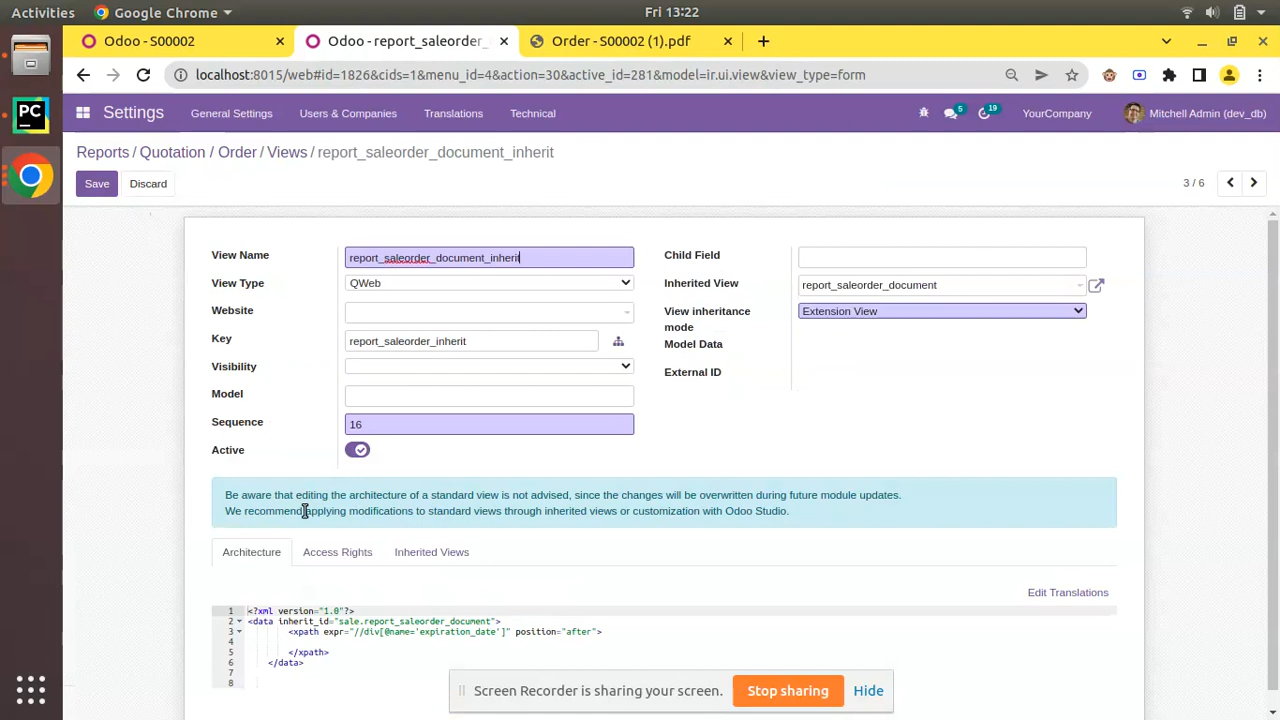 Activities Google Chrome Fri 13:22
Odoo - S00002 Odoo - report_saleorder_ Order - S00002 (1).pdf
localhost:8015/web#id=1826&cids=1&menu_id=4&action=30&active_id=281&model=ir.ui.view&view_type=form
Settings General Settings Users & Companies Translations Technical 5 19 YourCompany Mitchell Admin (dev_db)
Reports / Quotation / Order / Views / report_saleorder_document_inherit
Save Discard 3 / 6
View Name report_saleorder_document_inherit Child Field
View Type QWeb Inherited View report_saleorder_document
Website View inheritance mode Extension View
Key report_saleorder_inherit Model Data
Visibility External ID
Model
Sequence 16
Active
Be aware that editing the architecture of a standard view is not advised, since the changes will be overwritten during future module updates.
We recommend applying modifications to standard views through inherited views or customization with Odoo Studio.
Architecture Access Rights Inherited Views
Edit Translations
1 <?xml version="1.0"?>
2 <data inherit_id="sale.report_saleorder_document">
3 <xpath expr="//div[@name='expiration_date']" position="after">
4
5 </xpath>
6 </data>
7
8
PC
Screen Recorder is sharing your screen. Stop sharing Hide